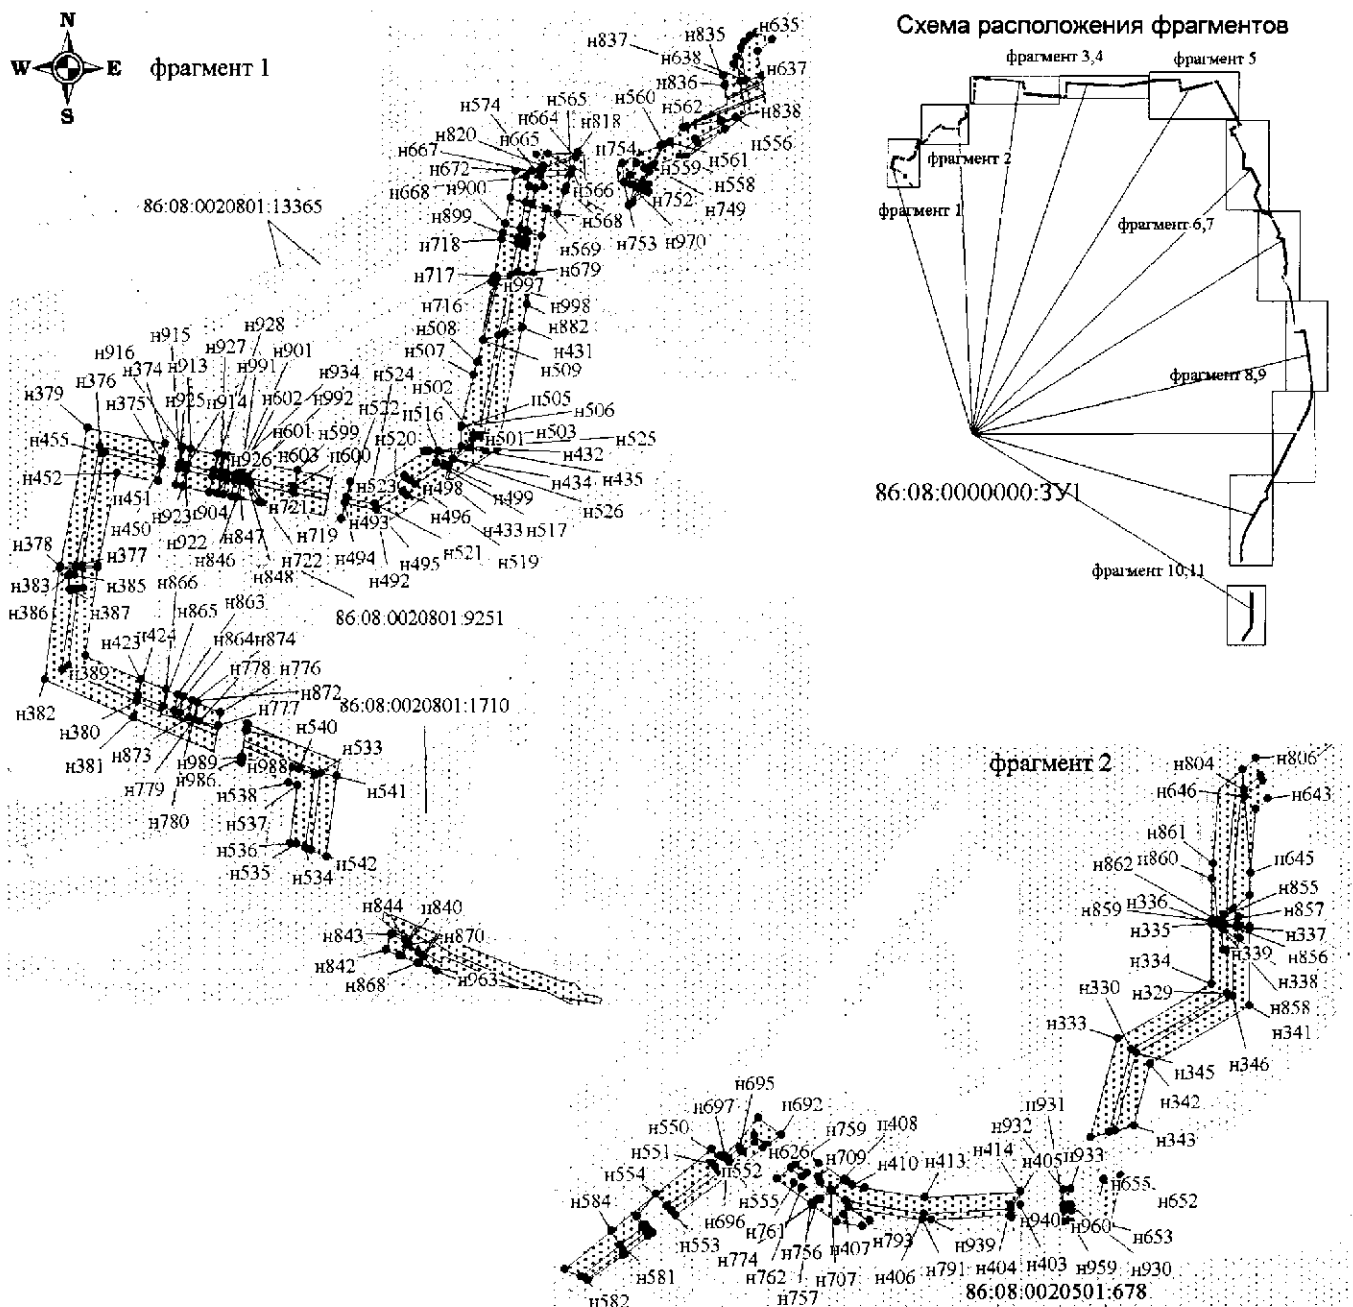 N
W E
S
фрагмент 1
Схема расположения фрагментов
фрагмент 3,4
фрагмент 5
фрагмент 2
фрагмент 1
фрагмент 6,7
фрагмент 8,9
86:08:0000000:ЗУ1
фрагмент 10,11
н635
н835
н837
н638
н637
н836
н560
н562
н838
н565
н574
н664
н818
н820
н665
н754
н556
н667
н561
н672
н559
н668
н566
н558
н900
н752
н568
н749
86:08:0020801:13365
н899
н753
н970
н569
н718
н679
н717
н997
н716
н998
н508
н882
н928
н915
н507
н431
н927
н901
н916
н913
н509
н374
н991
н934
н376
н524
н502
н379
н602
н992
н375
н925
н914
н522
н516
н505
н506
н601
н599
н455
н520
н501
н503
н525
н603
н600
н432
н926
н452
н523
н435
н451
н498
н434
н499
н923
н904
н721
н526
н450
н493
н496
н433
н517
н922
н847
н719
н494
н521
н519
н378
н377
н846
н722
н495
н866
н848
н492
н383
н385
н863
н386
н387
н865
86:08:0020801:9251
н424
н864
н874
н423
н778
н776
н389
н872
86:08:0020801:1710
н382
н777
н540
н380
н533
н873
н381
н989
н988
н986
н541
н779
н538
н780
н537
н536
н535
н534
н542
н844
н840
н843
н870
н842
н963
н868
фрагмент 2
н806
н804
н646
н643
н861
н645
н860
н862
н855
н336
н859
н857
н335
н337
н339
н856
н334
н338
н329
н330
н858
н333
н341
н346
н345
н695
н342
н697
н692
н931
н550
н408
н932
н343
н759
н414
н551
н626
н709
н405
н933
н410
н413
н552
н554
н655
н555
н652
н584
н696
н761
н940
н960
н553
н793
н653
н774
н756
н407
н939
н762
н404
н403
н581
н707
н406
н791
н959
н930
н757
н582
86:08:0020501:678